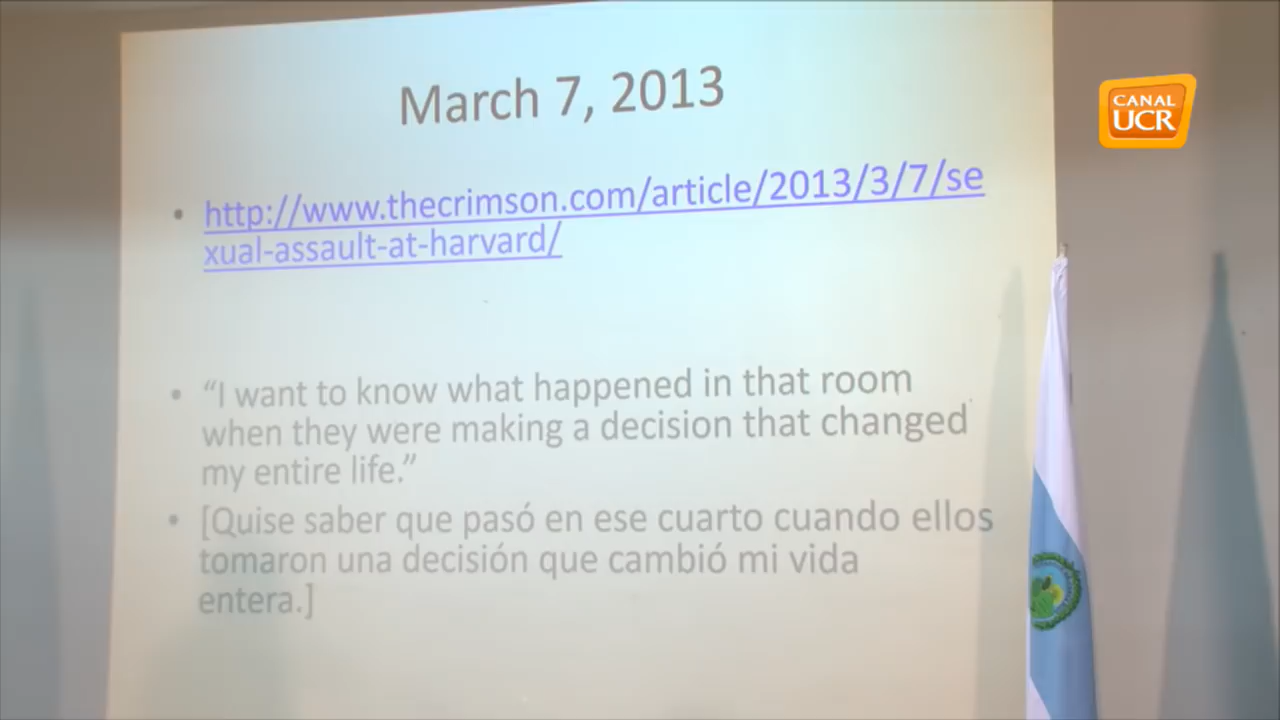 March 7, 2013
CANAL
UCR
• http://www.thecrimson.com/article/2013/3/7/se
xual-assault-at-harvard/
• “I want to know what happened in that room
when they were making a decision that changed
my entire life.”
• [Quise saber que pasó en ese cuarto cuando ellos
tomaron una decisión que cambió mi vida
entera.]